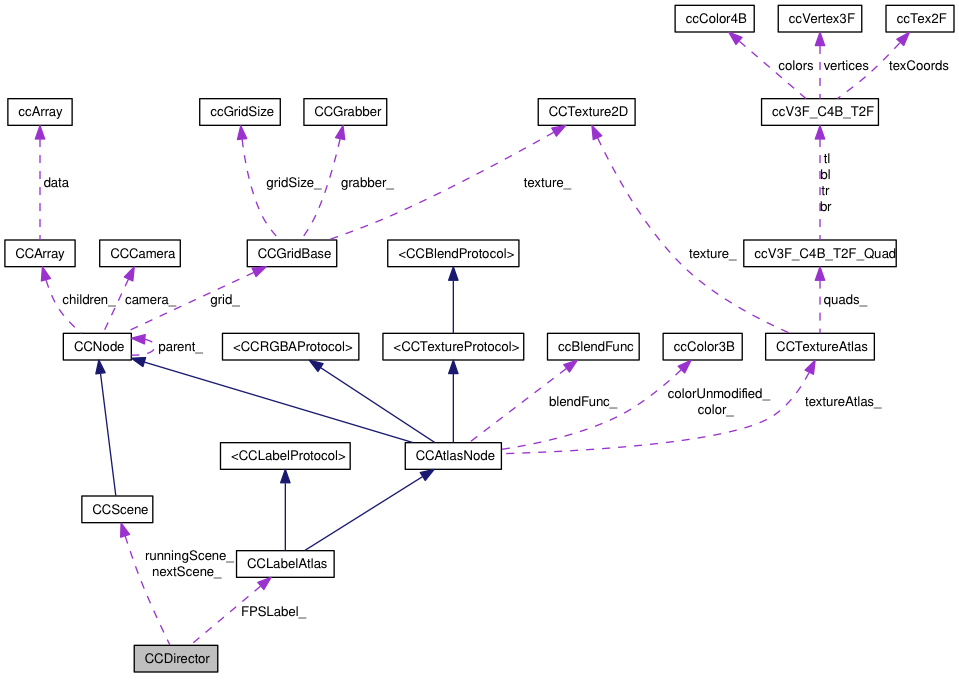 ccColor4B
ccVertex3F
ccTex2F
colors
vertices
texCoords
ccArray
ccGridSize
CCGrabber
CCTexture2D
ccV3F_C4B_T2F
data
gridSize_
grabber_
texture_
tl
bl
tr
br
CCArray
CCCamera
CCGridBase
<CCBlendProtocol>
texture_
ccV3F_C4B_T2F_Quad
children_
camera_
grid_
quads_
CCNode
parent_
<CCRGBAProtocol>
<CCTextureProtocol>
ccBlendFunc
ccColor3B
CCTextureAtlas
blendFunc_
colorUnmodified_
color_
textureAtlas_
<CCLabelProtocol>
CCAtlasNode
CCScene
runningScene_
nextScene_
CCLabelAtlas
FPSLabel_
CCDirector